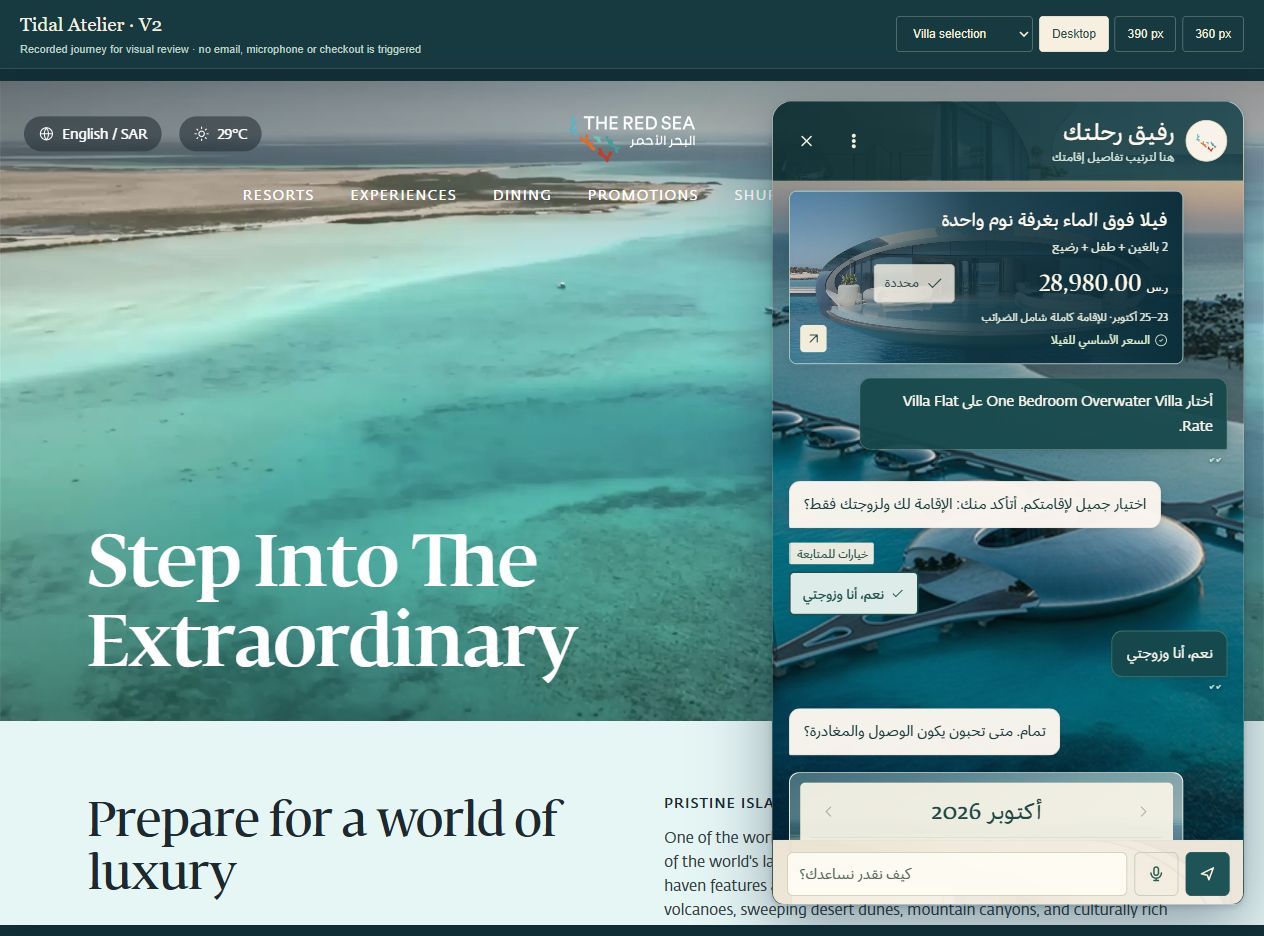 Tidal Atelier · V2
Recorded journey for visual review · no email, microphone or checkout is triggered
Villa selection
Desktop
390 px
360 px
English / SAR
29°C
THE RED SEA
البحر الأحمر
RESORTS
EXPERIENCES
DINING
PROMOTIONS
SHUR
Step Into The
Extraordinary
Prepare for a world of
luxury
PRISTINE ISLA
One of the wor
of the world's la
haven features
volcanoes, sweeping desert dunes, mountain canyons, and culturally rich
رفيق رحلتك
هنا لترتيب تفاصيل إقامتك
فيلا فوق الماء بغرفة نوم واحدة
2 بالغين + طفل + رضيع
ر.س 28,980.00
محددة
23–25 أكتوبر · للإقامة كاملة شامل الضرائب
السعر الأساسي للفيلا
أختار One Bedroom Overwater Villa على Villa Flat
Rate.
اختيار جميل لإقامتكم. أتأكد منك: الإقامة لك ولزوجتك فقط؟
خيارات للمتابعة
نعم، أنا وزوجتي
نعم، أنا وزوجتي
تمام. متى تحبون يكون الوصول والمغادرة؟
أكتوبر 2026
كيف نقدر نساعدك؟